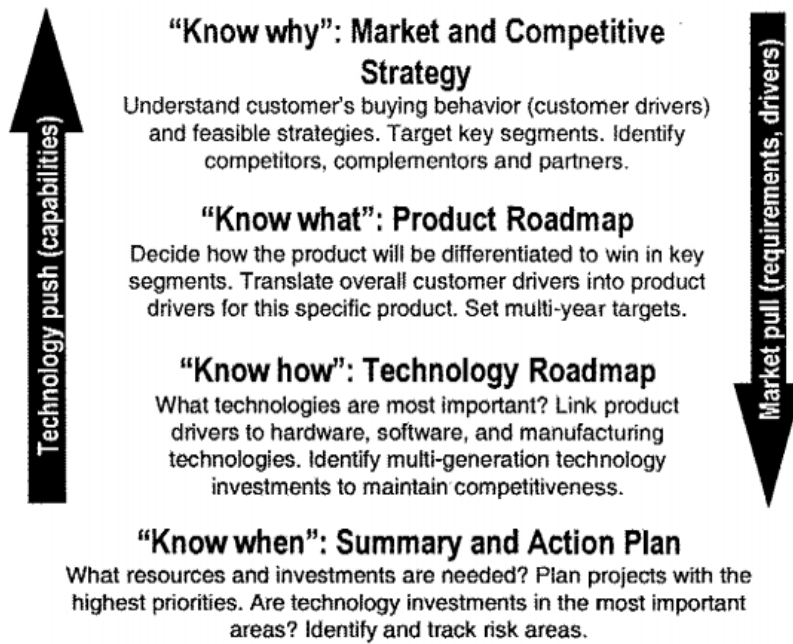 “Know why”: Market and Competitive
Strategy
Understand customer's buying behavior (customer drivers)
and feasible strategies. Target key segments. Identify
competitors, complementors and partners.
“Know what”: Product Roadmap
Decide how the product will be differentiated to win in key
segments. Translate overall customer drivers into product
drivers for this specific product. Set multi-year targets.
“Know how”: Technology Roadmap
What technologies are most important? Link product
drivers to hardware, software, and manufacturing
technologies. Identify multi-generation technology
investments to maintain competitiveness.
“Know when”: Summary and Action Plan
What resources and investments are needed? Plan projects with the
highest priorities. Are technology investments in the most important
areas? Identify and track risk areas.
Technology push (capabilities)
Market pull (requirements, drivers)